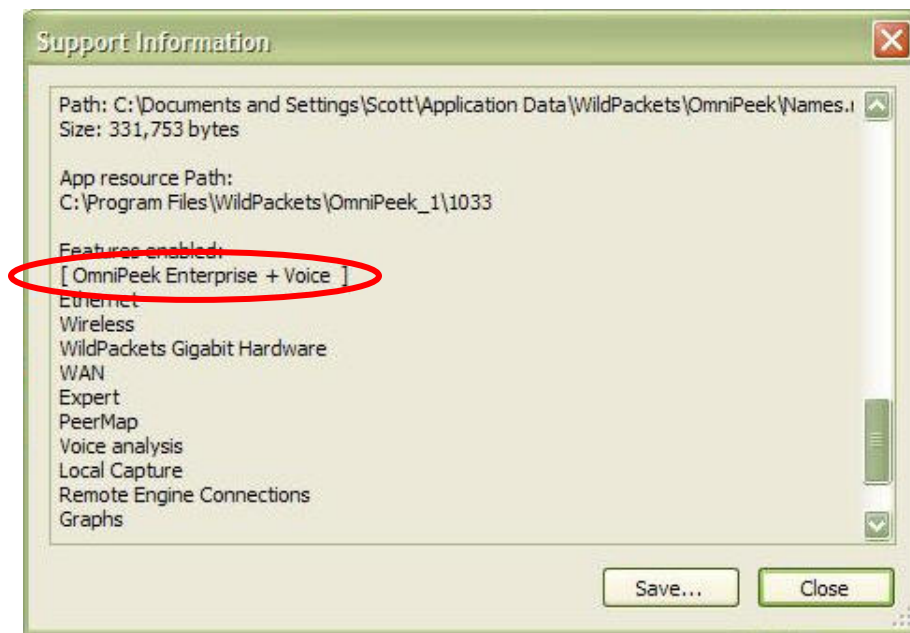 Support Information
Path: C:\Documents and Settings\Scott\Application Data\WildPackets\OmniPeek\Names.
Size: 331,753 bytes
App resource Path:
C:\Program Files\WildPackets\OmniPeek_1\1033
Features enabled:
[ OmniPeek Enterprise + Voice ]
Ethernet
Wireless
WildPackets Gigabit Hardware
WAN
Expert
PeerMap
Voice analysis
Local Capture
Remote Engine Connections
Graphs
Save... Close